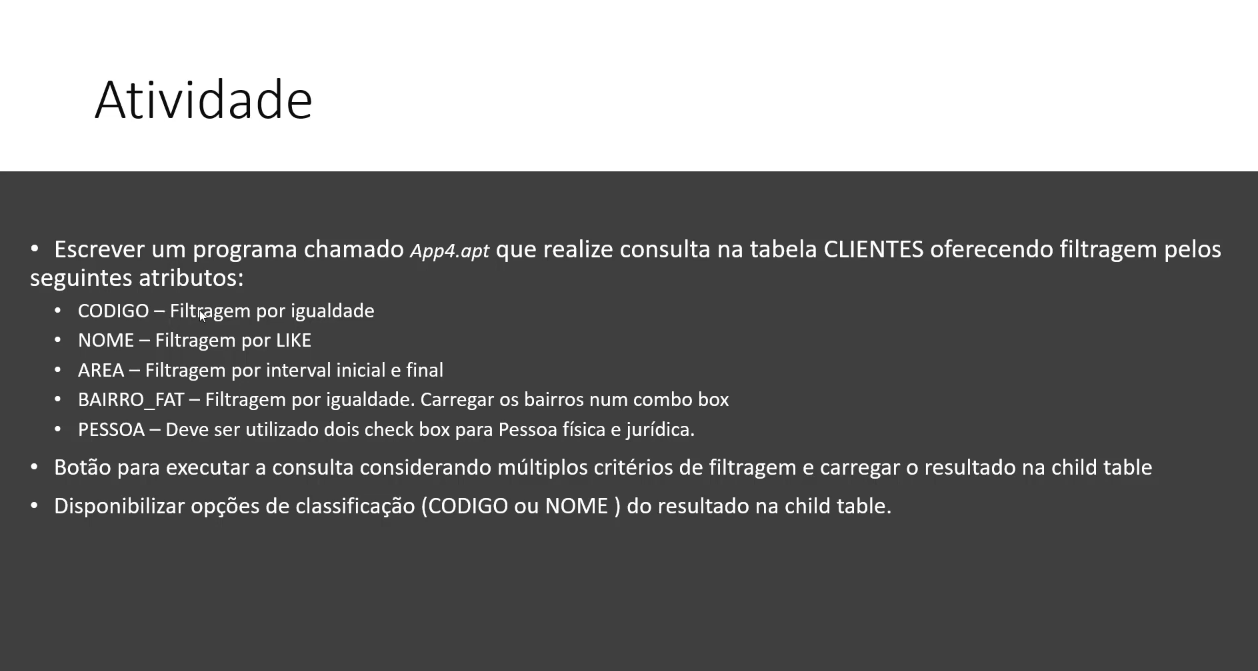 Atividade
• Escrever um programa chamado App4.apt que realize consulta na tabela CLIENTES oferecendo filtragem pelos
seguintes atributos:
• CODIGO – Filtragem por igualdade
• NOME – Filtragem por LIKE
• AREA – Filtragem por interval inicial e final
• BAIRRO_FAT – Filtragem por igualdade. Carregar os bairros num combo box
• PESSOA – Deve ser utilizado dois check box para Pessoa física e jurídica.
• Botão para executar a consulta considerando múltiplos critérios de filtragem e carregar o resultado na child table
• Disponibilizar opções de classificação (CODIGO ou NOME ) do resultado na child table.